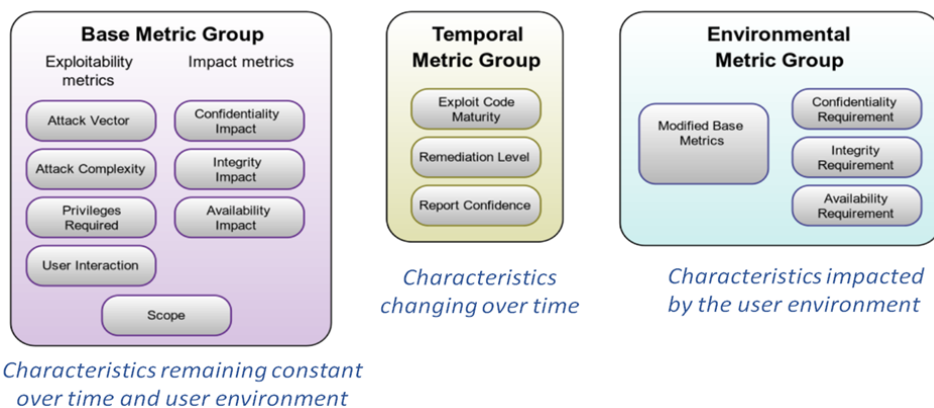 Base Metric Group
Exploitability
metrics
Impact metrics
Attack Vector
Attack Complexity
Privileges
Required
User Interaction
Confidentiality
Impact
Integrity
Impact
Availability
Impact
Scope
Characteristics remaining constant
over time and user environment
Temporal
Metric Group
Exploit Code
Maturity
Remediation Level
Report Confidence
Characteristics
changing over time
Environmental
Metric Group
Modified Base
Metrics
Confidentiality
Requirement
Integrity
Requirement
Availability
Requirement
Characteristics impacted
by the user environment